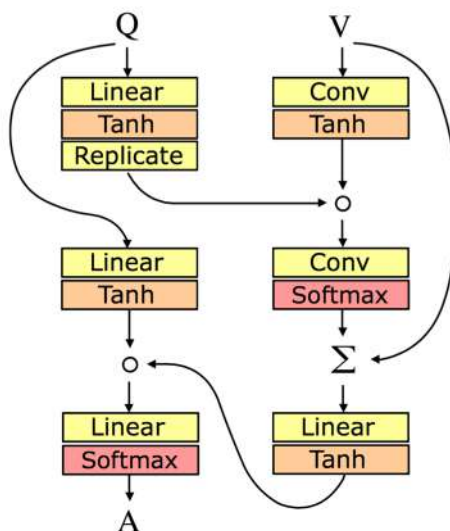 Q
V
Linear
Tanh
Replicate
Conv
Tanh
Linear
Tanh
Conv
Softmax
Σ
Linear
Softmax
Linear
Tanh
A